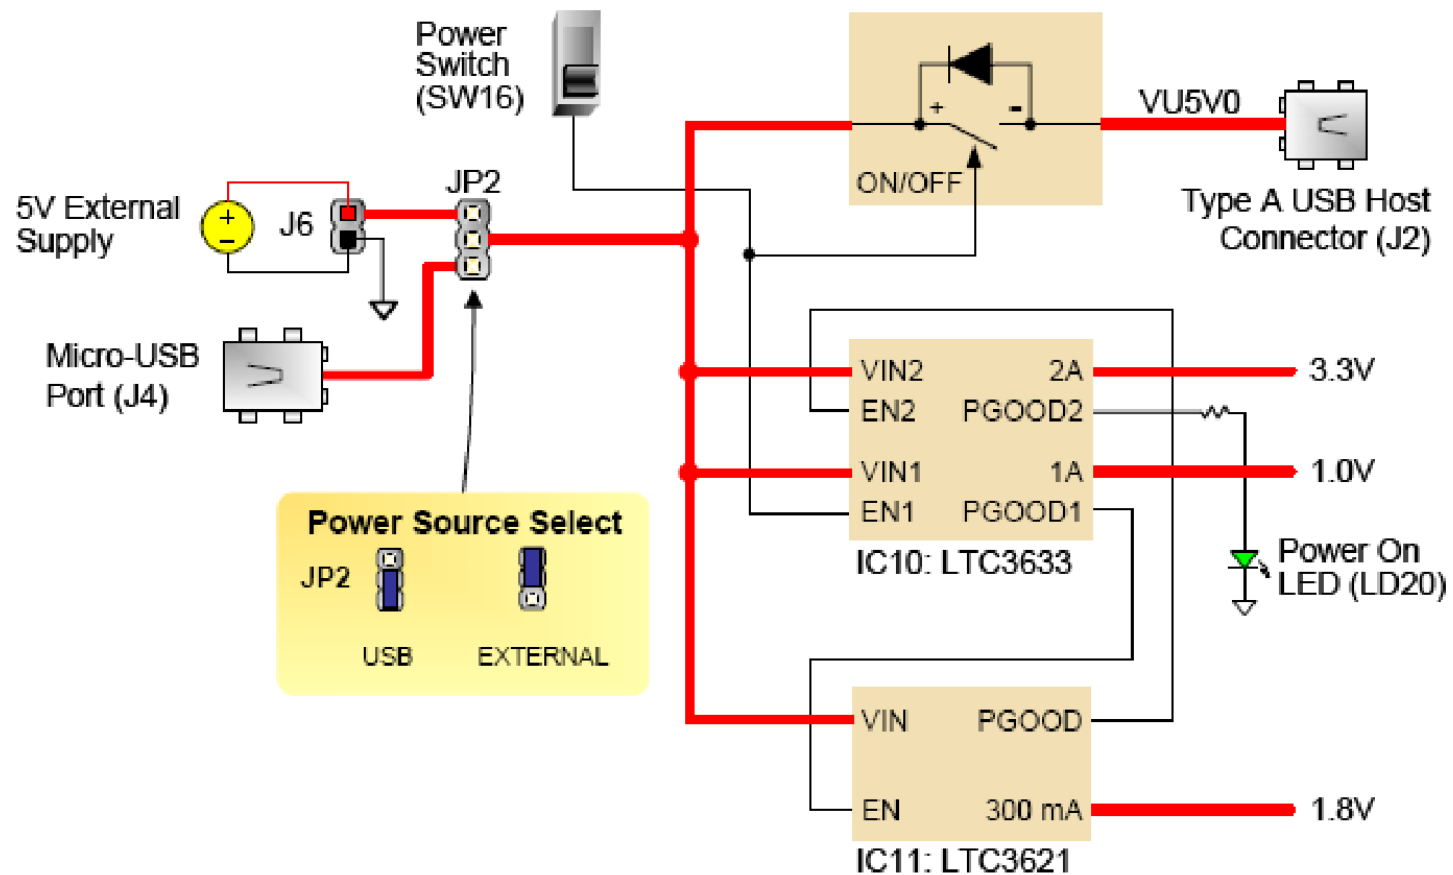 Power
Switch
(SW16)
5V External
Supply
+
−
J6
JP2
Micro-USB
Port (J4)
Power Source Select
JP2
USB
EXTERNAL
+
-
ON/OFF
VU5V0
Type A USB Host
Connector (J2)
VIN2
2A
3.3V
EN2
PGOOD2
VIN1
1A
1.0V
EN1
PGOOD1
IC10: LTC3633
Power On
LED (LD20)
VIN
PGOOD
EN
300 mA
1.8V
IC11: LTC3621